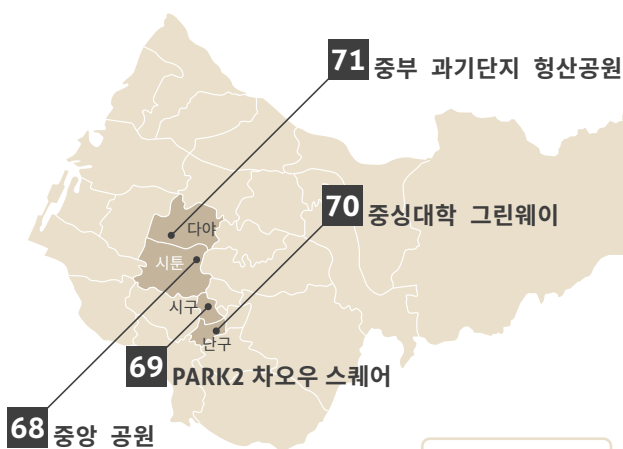 71 중부 과기단지 헝산공원
70 중싱대학 그린웨이
다야
시툰
시구
난구
69 PARK2 차오우 스퀘어
68 중앙 공원